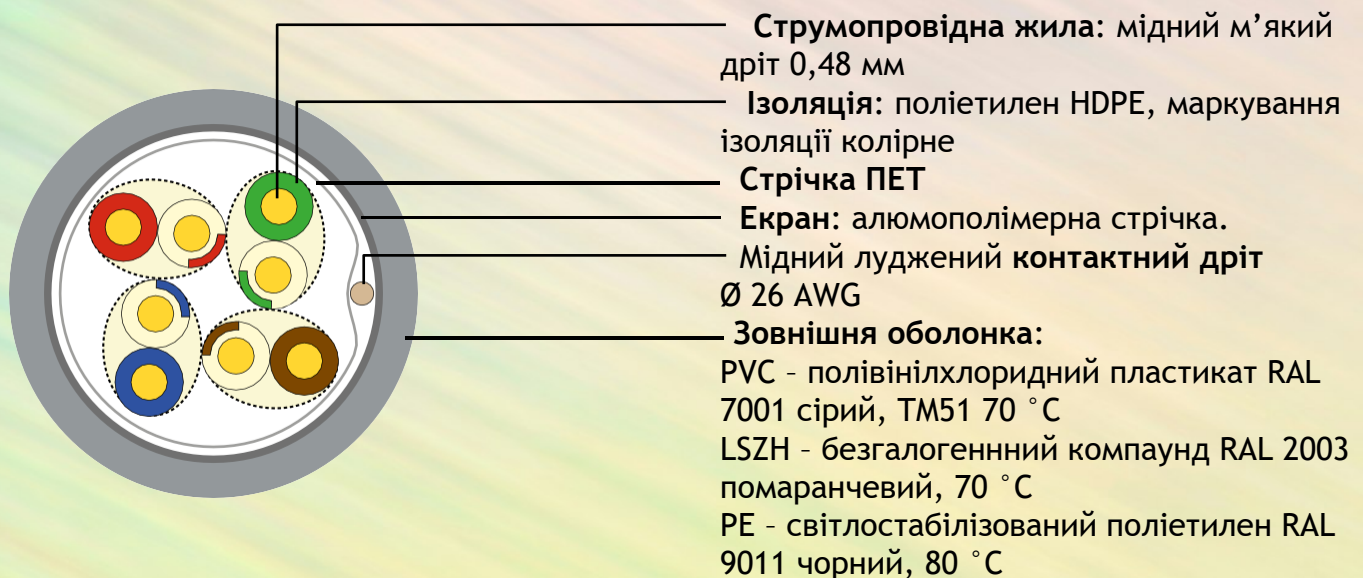 Струмопровідна жила: мідний м’який
дріт 0,48 мм
Ізоляція: поліетилен HDPE, маркування
ізоляції колірне
Стрічка ПЕТ
Екран: алюмополімерна стрічка.
Мідний луджений контактний дріт
Ø 26 AWG
Зовнішня оболонка:
PVC – полівінілхлоридний пластикат RAL
7001 сірий, ТМ51 70 °С
LSZH – безгалогеннний компаунд RAL 2003
помаранчевий, 70 °С
PE – світлостабілізований поліетилен RAL
9011 чорний, 80 °С